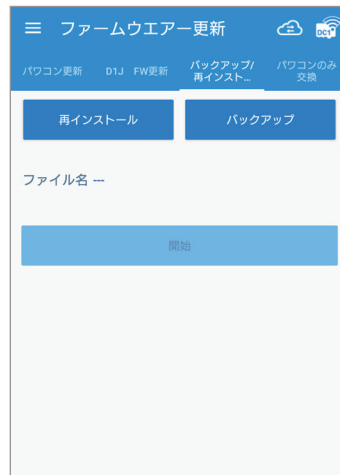 ファームウエアー更新
DC1
パワコン更新
D1J FW更新
バックアップ/
再インスト...
パワコンのみ
交換
再インストール
バックアップ
ファイル名 ---
開始